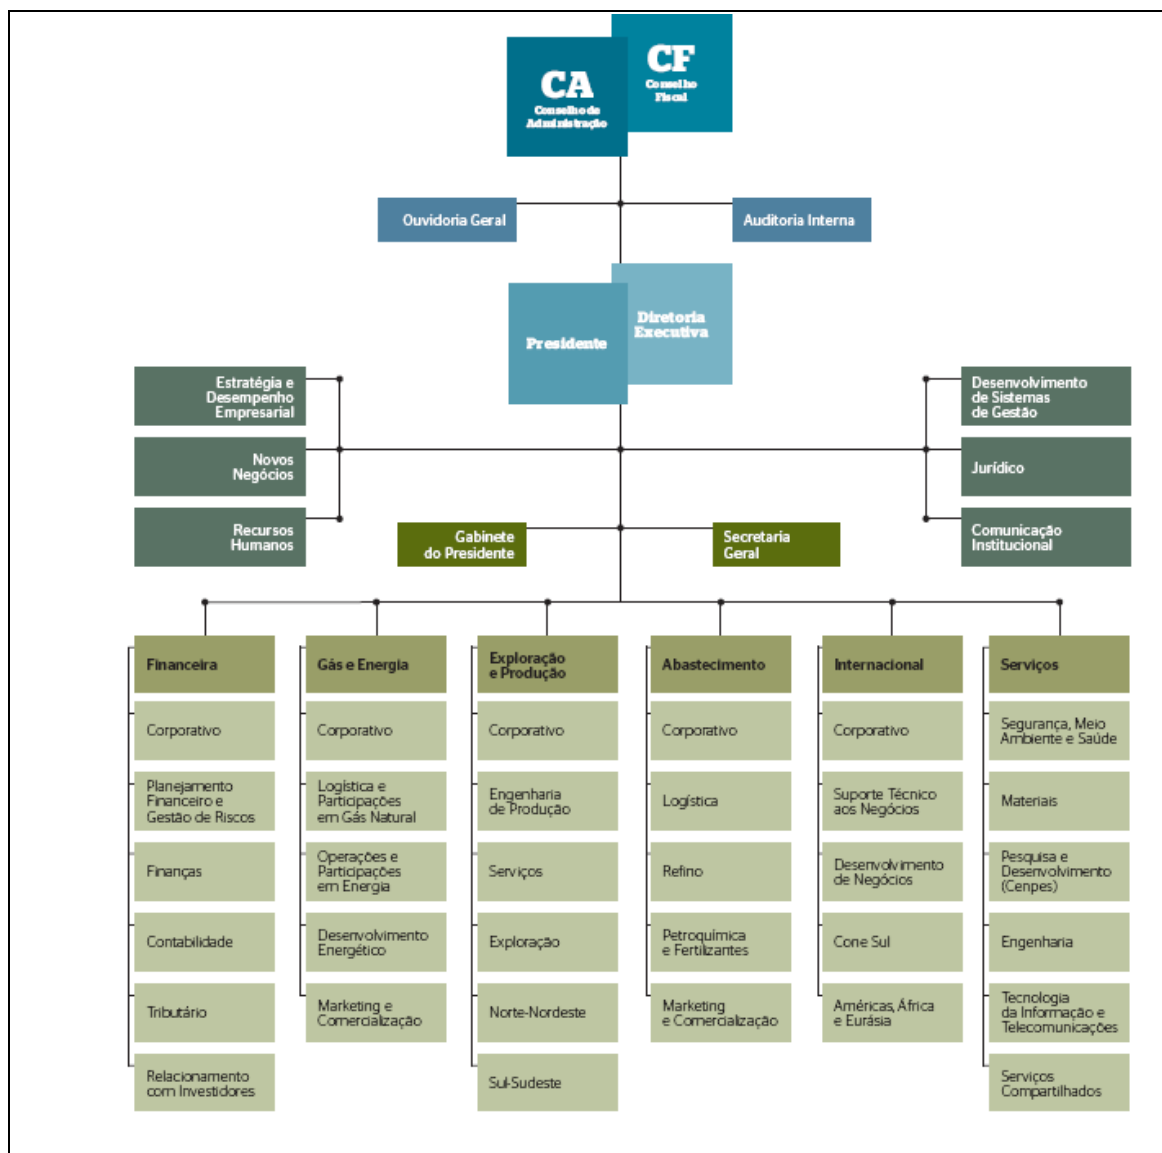 CA
Conselho de
Administração
CF
Conselho
Fiscal
Ouvidoria Geral
Auditoria Interna
Presidente
Diretoria
Executiva
Estratégia e
Desempenho
Empresarial
Novos
Negócios
Recursos
Humanos
Desenvolvimento
de Sistemas
de Gestão
Jurídico
Comunicação
Institucional
Gabinete
do Presidente
Secretaria
Geral
Financeira
Corporativo
Planejamento
Financeiro e
Gestão de Riscos
Finanças
Contabilidade
Tributário
Relacionamento
com Investidores
Gás e Energia
Corporativo
Logística e
Participações
em Gás Natural
Operações e
Participações
em Energia
Desenvolvimento
Energético
Marketing e
Comercialização
Exploração
e Produção
Corporativo
Engenharia
de Produção
Serviços
Exploração
Norte-Nordeste
Sul-Sudeste
Abastecimento
Corporativo
Logística
Refino
Petroquímica
e Fertilizantes
Marketing
e Comercialização
Internacional
Corporativo
Suporte Técnico
aos Negócios
Desenvolvimento
de Negócios
Cone Sul
Américas, África
e Eurásia
Serviços
Segurança, Meio
Ambiente e Saúde
Materiais
Pesquisa e
Desenvolvimento
(Cenpes)
Engenharia
Tecnologia
da Informação e
Telecomunicações
Serviços
Compartilhados